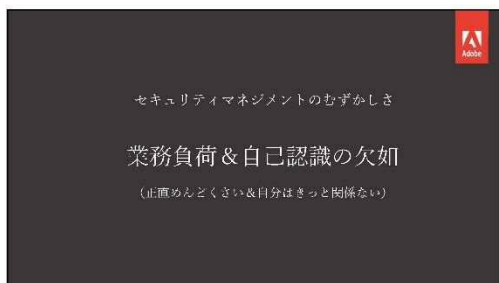 Adobe
セキュリティマネジメントのむずかしさ
業務負荷&自己認識の欠如
(正直めんどくさい&自分はきっと関係ない)